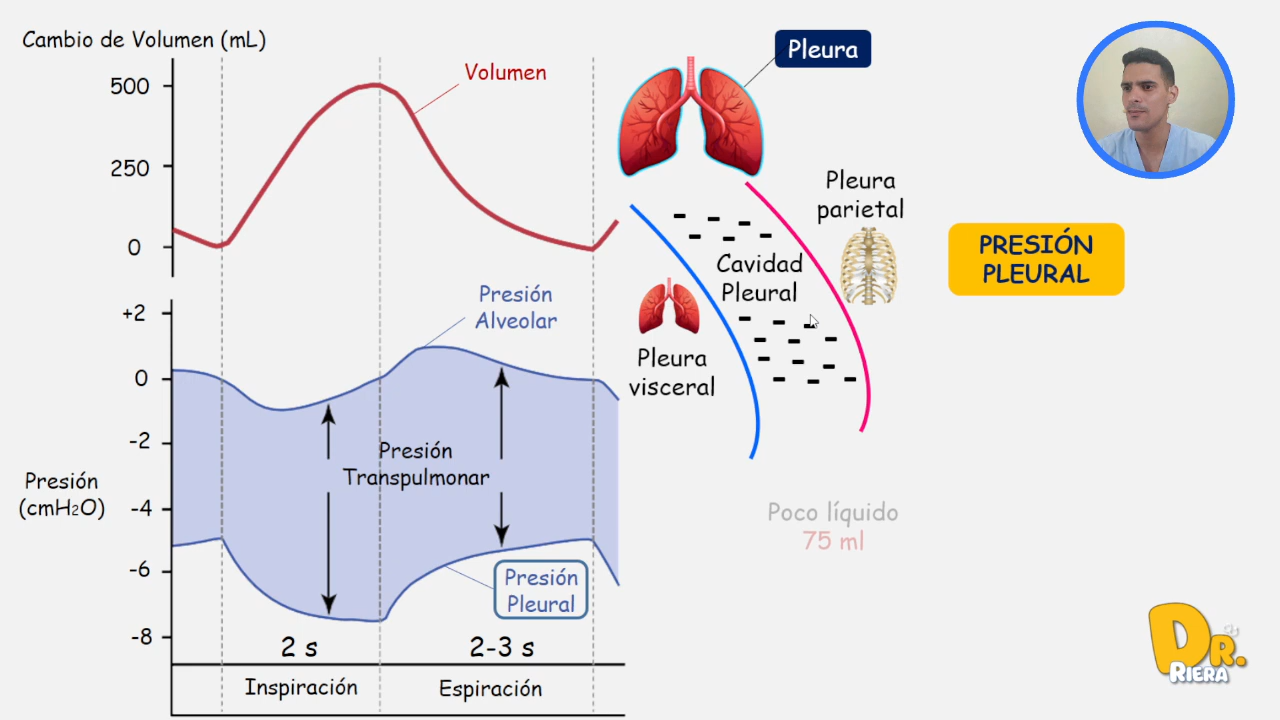 Cambio de Volumen (mL)
500
250
0
Volumen
Pleura
Pleura
parietal
Cavidad
Pleural
Pleura
visceral
PRESIÓN
PLEURAL
Poco líquido
75 ml
+2
0
-2
-4
-6
-8
Presión
(cmH2O)
Presión
Alveolar
Presión
Transpulmonar
Presión
Pleural
2 s
2-3 s
Inspiración
Espiración
DR.
RIERA